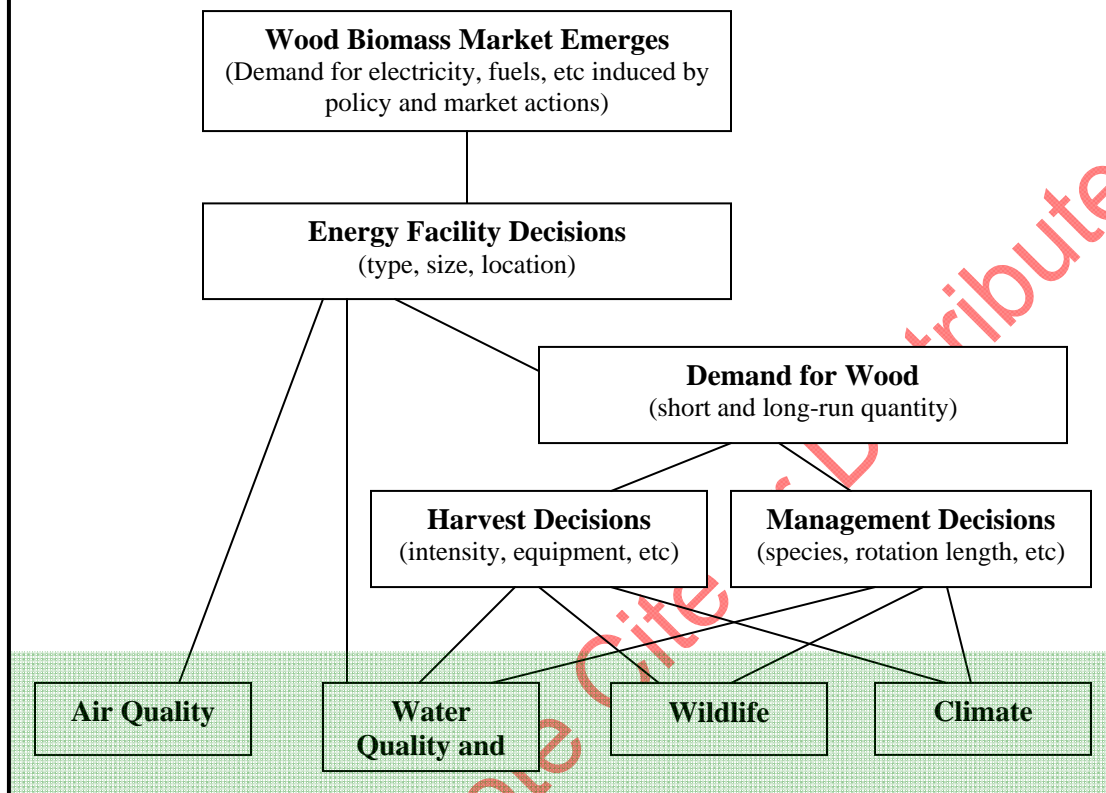 Wood Biomass Market Emerges
(Demand for electricity, fuels, etc induced by
policy and market actions)
Energy Facility Decisions
(type, size, location)
Demand for Wood
(short and long-run quantity)
Harvest Decisions
(intensity, equipment, etc)
Management Decisions
(species, rotation length, etc)
Air Quality
Water
Quality and
Wildlife
Climate
Cite